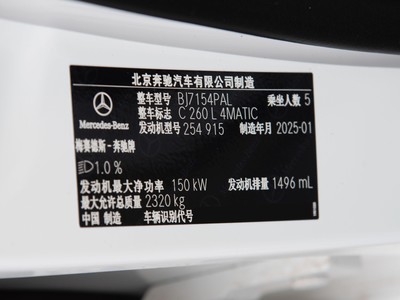 北京奔驰汽车有限公司制造
整车型号 BJ7154PAL 乘坐人数 5
整车标志 C 260 L 4MATIC
发动机型号 254 915 制造年月 2025-01
Mercedes-Benz
梅赛德斯-奔驰牌
1.0 %
发动机最大净功率 150 kW 发动机排量 1496 mL
最大允许总质量 2320 kg
中国 制造 车辆识别代号